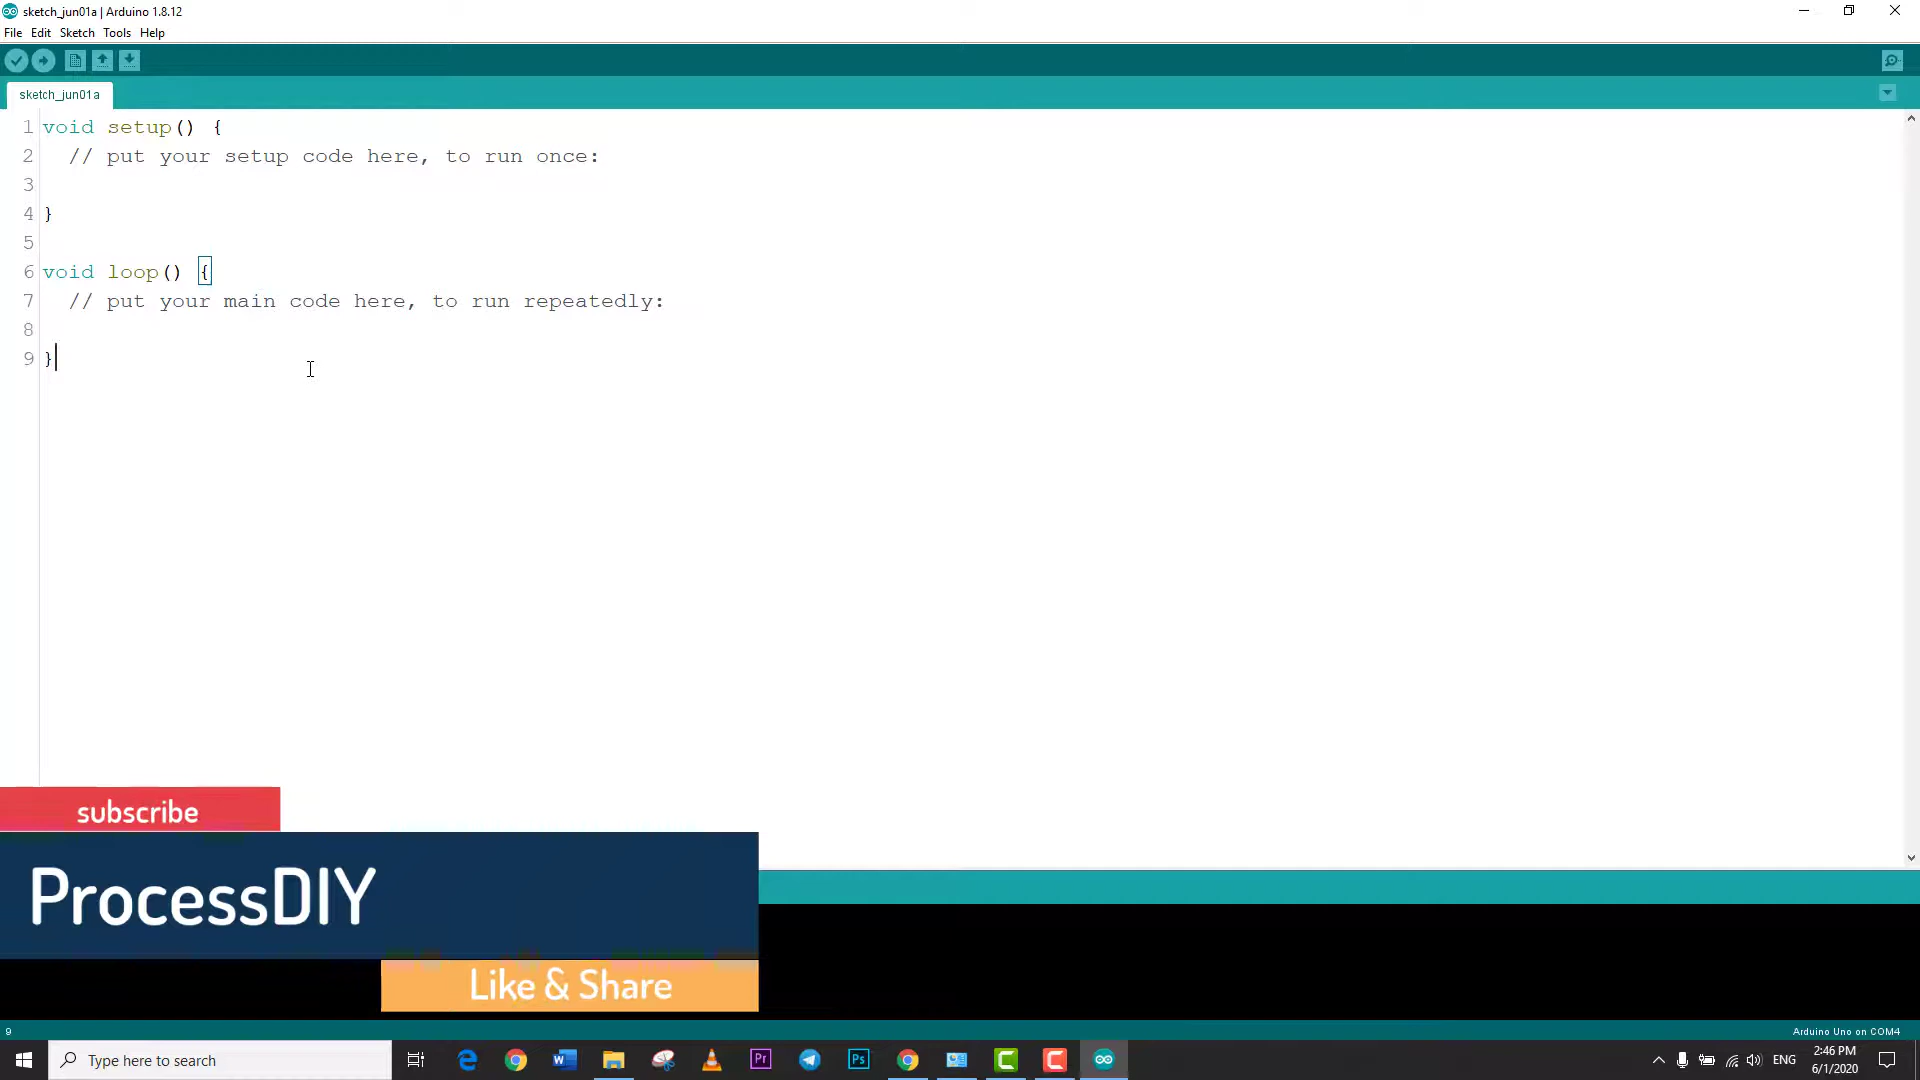 sketch_jun01a | Arduino 1.8.12
File Edit Sketch Tools Help
sketch_jun01a
1 void setup() {
2 // put your setup code here, to run once:
3
4 }
5
6 void loop() {
7 // put your main code here, to run repeatedly:
8
9 }
subscribe
ProcessDIY
Like & Share
9
Arduino Uno on COM4
Type here to search
W
Pr
Ps
ENG
2:46 PM
6/1/2020